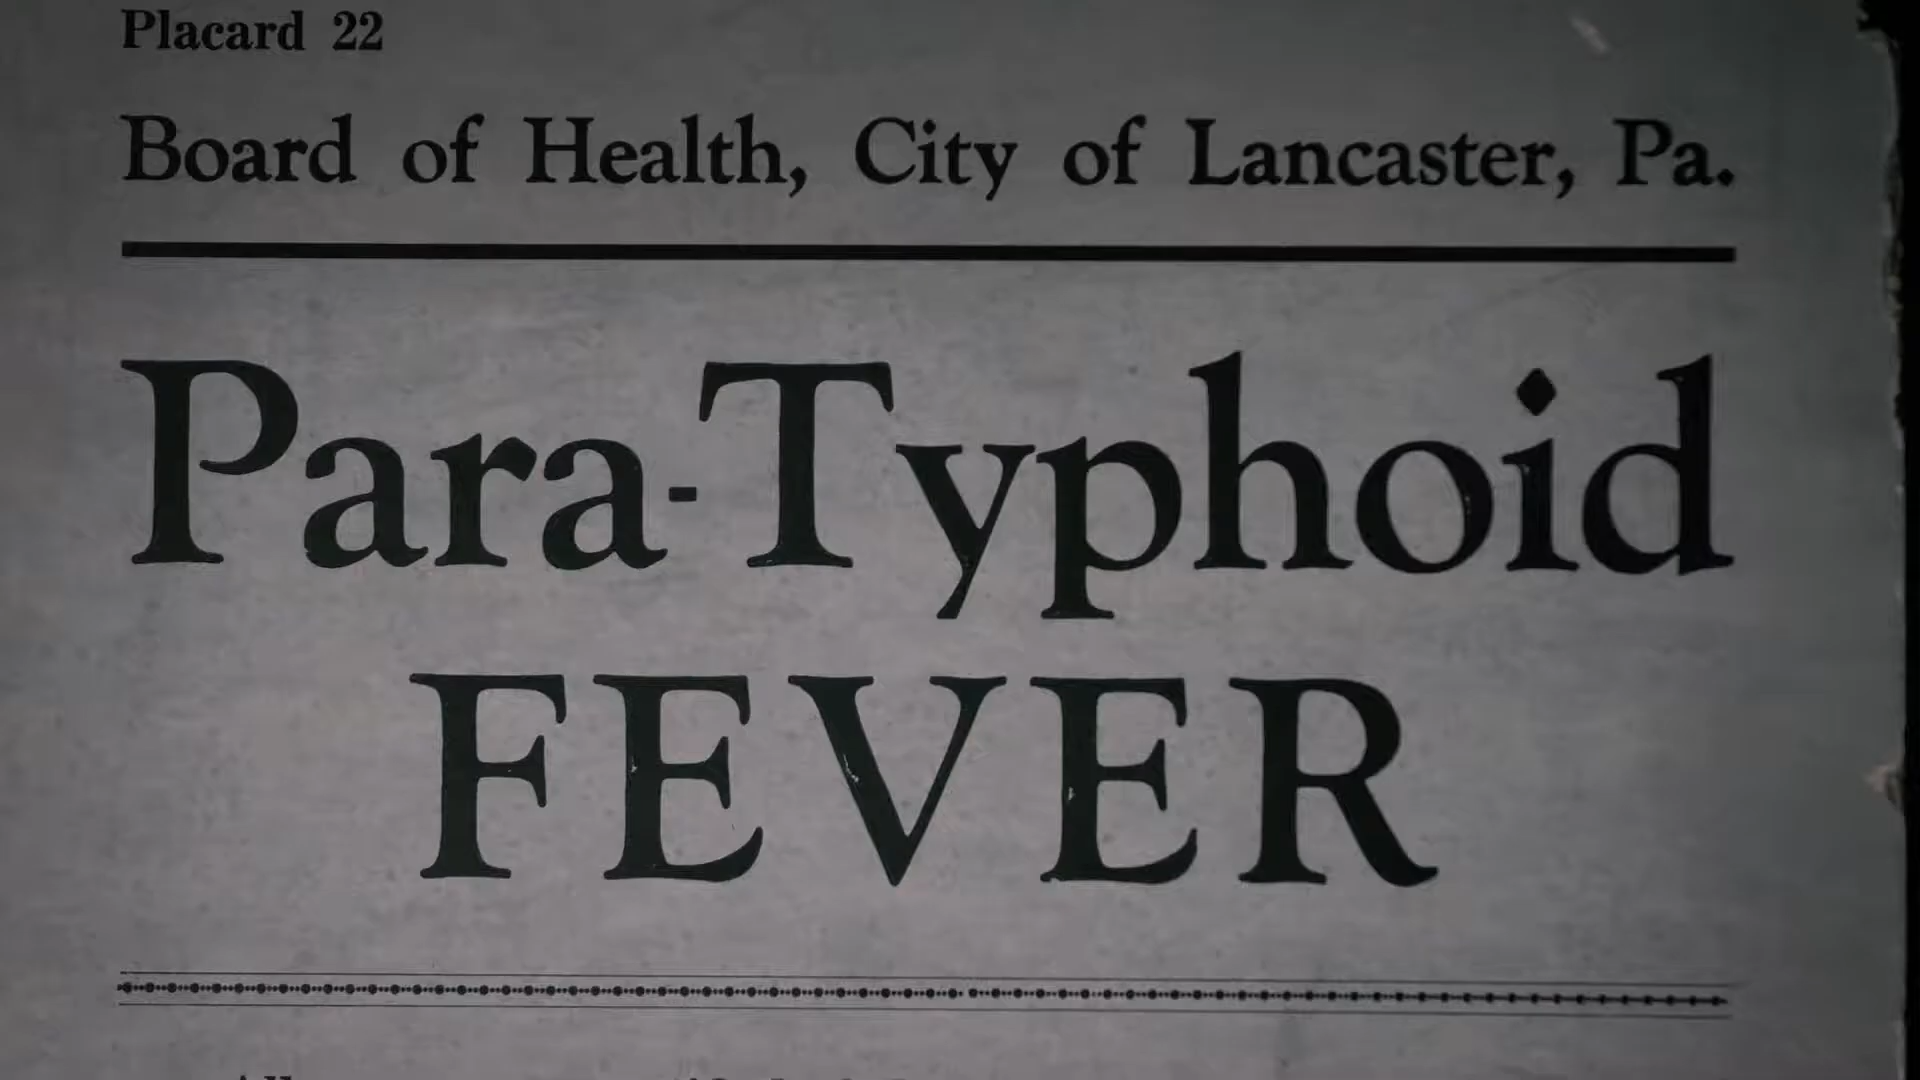 Placard 22
Board of Health, City of Lancaster, Pa.
Para-Typhoid
FEVER